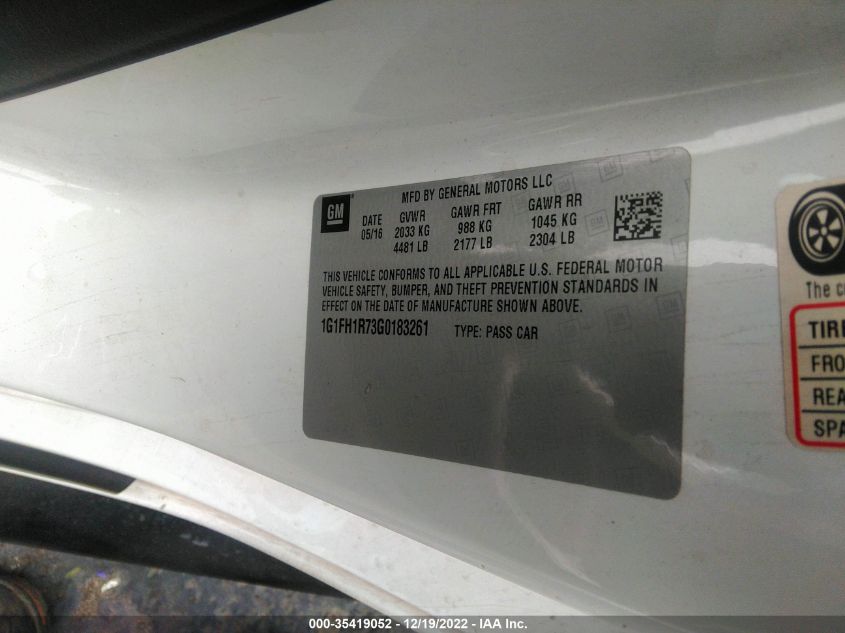 MFD BY GENERAL MOTORS LLC
GM
DATE GVWR GAWR FRT GAWR RR
05/16 2033 KG 988 KG 1045 KG
4481 LB 2177 LB 2304 LB
THIS VEHICLE CONFORMS TO ALL APPLICABLE U.S. FEDERAL MOTOR
VEHICLE SAFETY, BUMPER, AND THEFT PREVENTION STANDARDS IN
EFFECT ON THE DATE OF MANUFACTURE SHOWN ABOVE.
1G1FH1R73G0183261 TYPE: PASS CAR
The c
TIRE
FRO
REA
SPA
000-35419052 - 12/19/2022 - IAA Inc.